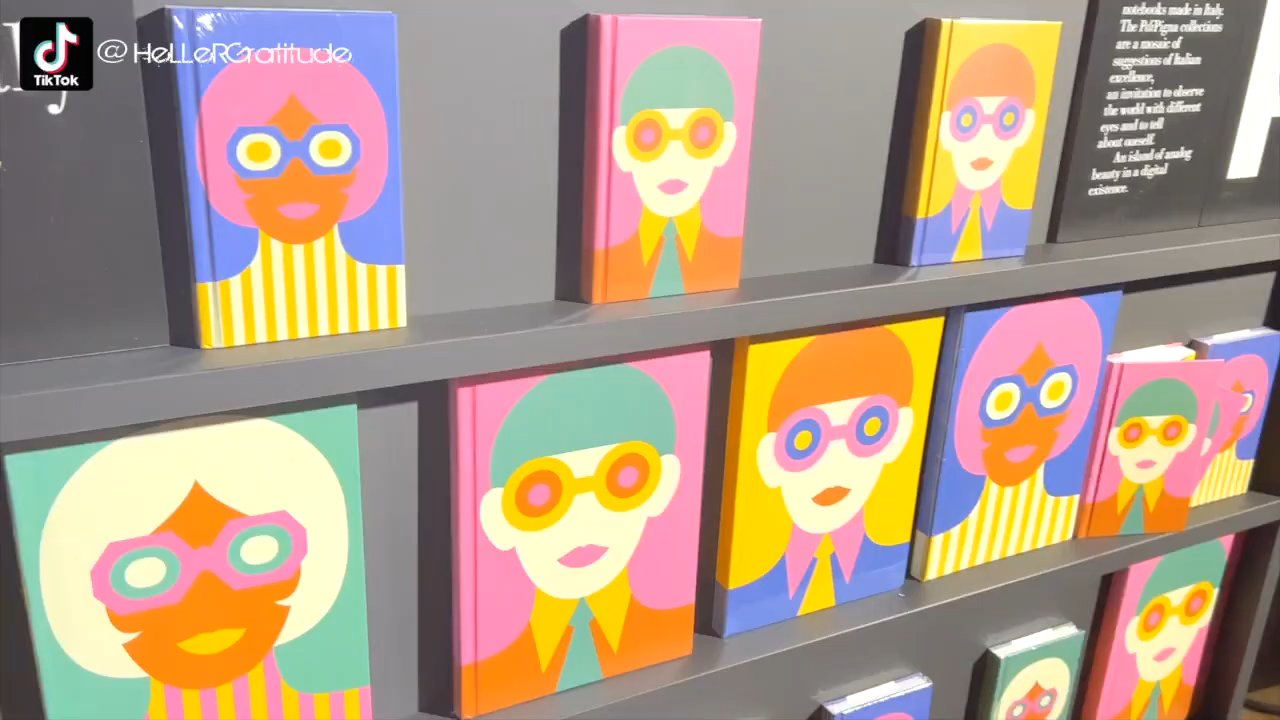 TikTok
@HeLLeRGratitude
notebooks made in Italy.
The PdiPigna collections
are a mosaic of
suggestions of Italian
excellence,
an invitation to observe
the world with different
eyes and to tell
about oneself.
An island of analog
beauty in a digital
existence.